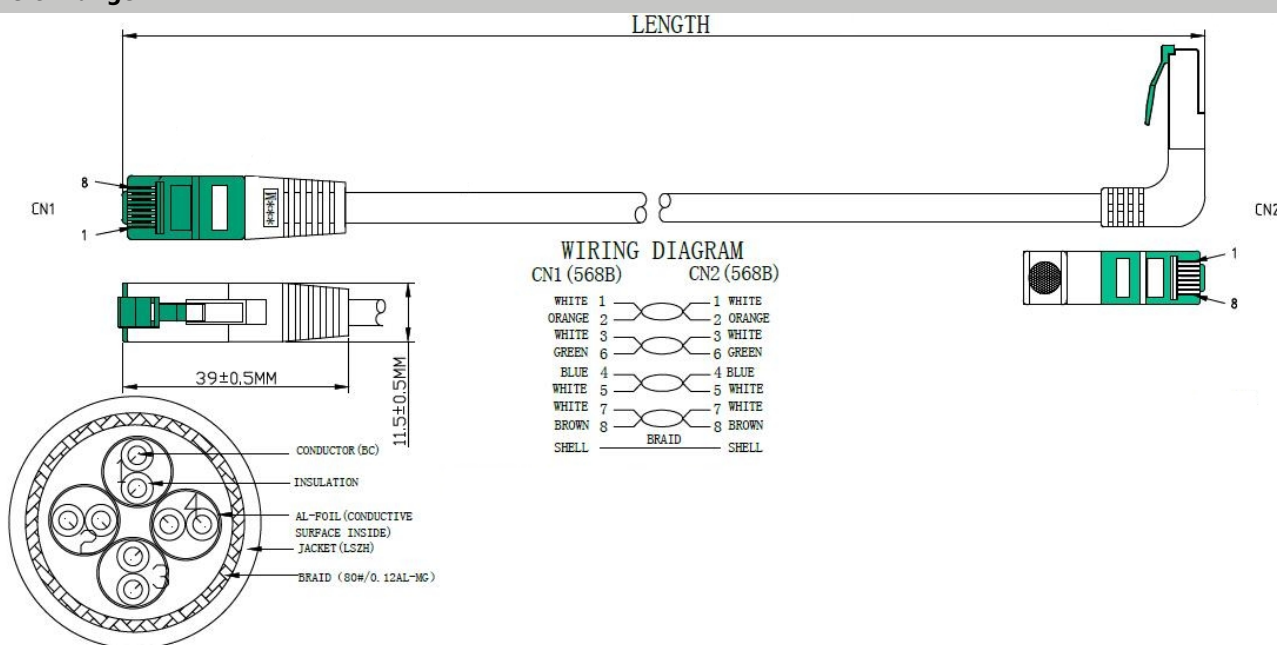 LENGTH
8
CN1
1
CN2
1
8
WIRING DIAGRAM
CN1(568B) CN2(568B)
WHITE 1 1 WHITE
ORANGE 2 2 ORANGE
WHITE 3 3 WHITE
GREEN 6 6 GREEN
BLUE 4 4 BLUE
WHITE 5 5 WHITE
WHITE 7 7 WHITE
BROWN 8 8 BROWN
BRAID
SHELL SHELL
39±0,5MM
11.5±0.5MM
CONDUCTOR(BC)
INSULATION
AL-FOIL(CONDUCTIVE
SURFACE INSIDE)
JACKET(LSZH)
BRAID (80#/0.12AL-MG)
1
2
3
4